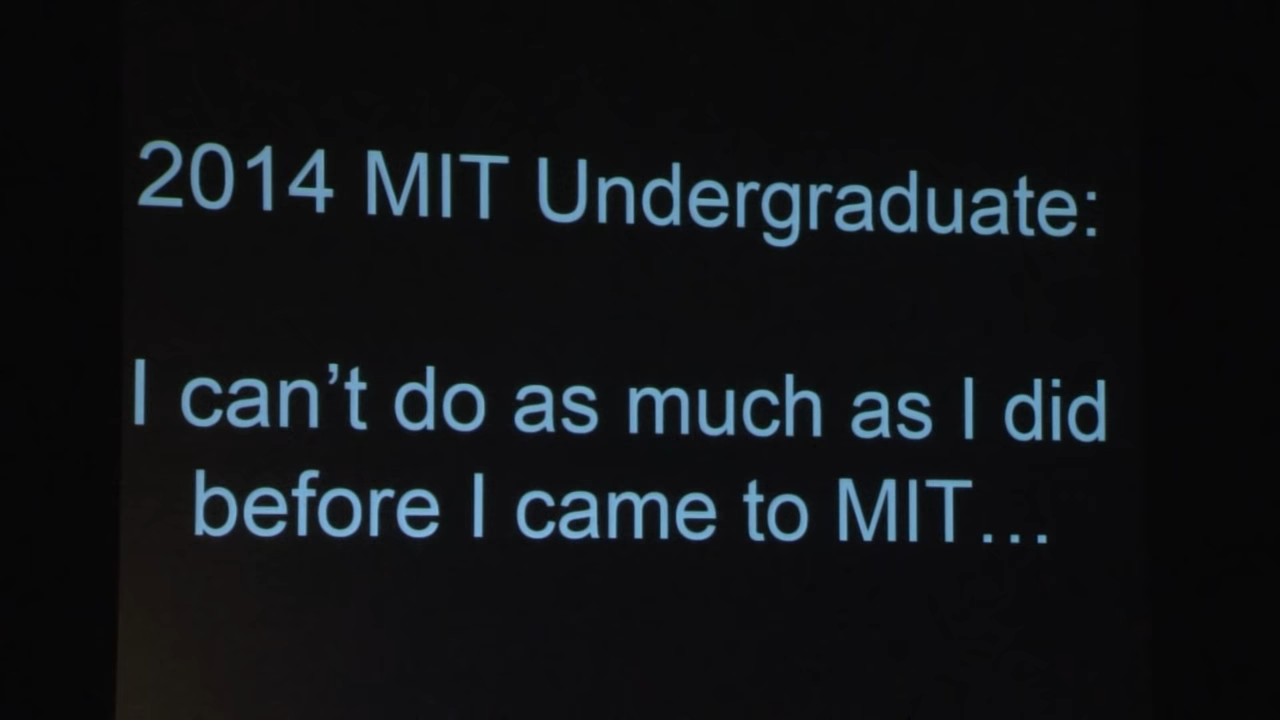 2014 MIT Undergraduate:
I can’t do as much as I did
before I came to MIT…